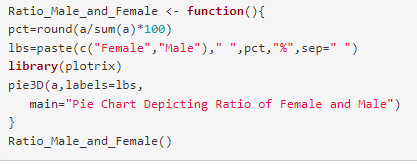 Ratio_Male_and_Female <- function(){
pct=round(a/sum(a)*100)
lbs=paste(c("Female","Male")," ",pct,"%",sep=" ")
library(plotrix)
pie3D(a,labels=lbs,
   main="Pie Chart Depicting Ratio of Female and Male")
}
Ratio_Male_and_Female()